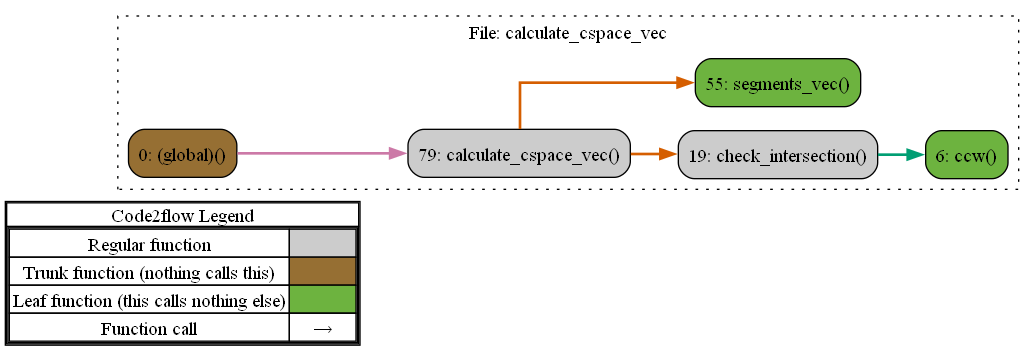 File: calculate_cspace_vec
55: segments_vec()
0: (global)()
79: calculate_cspace_vec()
19: check_intersection()
6: ccw()
Code2flow Legend
Regular function
Trunk function (nothing calls this)
Leaf function (this calls nothing else)
Function call →